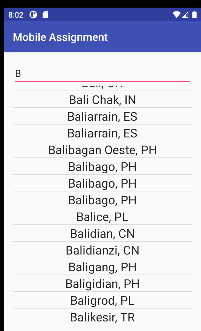 8:02
Mobile Assignment
B
Bali Chak, IN
Baliarrain, ES
Baliarrain, ES
Balibagan Oeste, PH
Balibago, PH
Balibago, PH
Balibago, PH
Balice, PL
Balidian, CN
Balidianzi, CN
Baligang, PH
Baligidian, PH
Baligrod, PL
Balikesir, TR